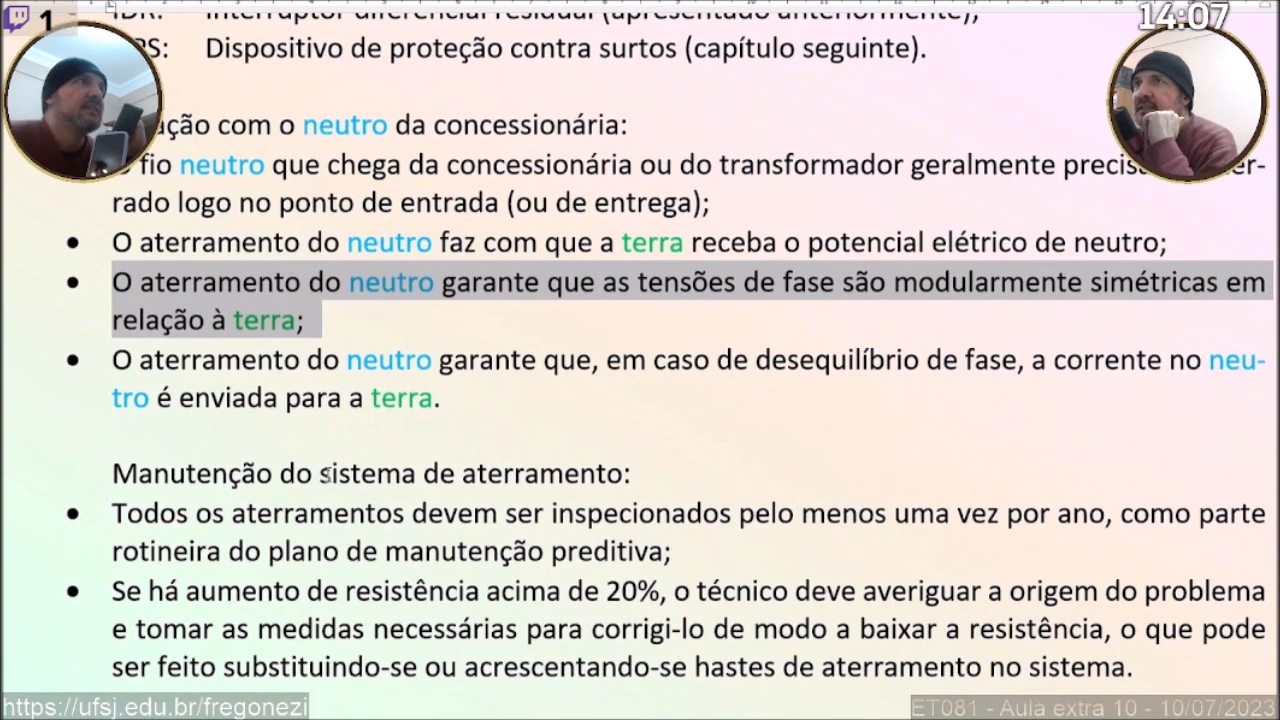 1
14:07
IDR: Interruptor diferencial residual (apresentado anteriormente);
PS: Dispositivo de proteção contra surtos (capítulo seguinte).
ação com o neutro da concessionária:
fio neutro que chega da concessionária ou do transformador geralmente precis er-
rado logo no ponto de entrada (ou de entrega);
• O aterramento do neutro faz com que a terra receba o potencial elétrico de neutro;
• O aterramento do neutro garante que as tensões de fase são modularmente simétricas em
relação à terra;
• O aterramento do neutro garante que, em caso de desequilíbrio de fase, a corrente no neu-
tro é enviada para a terra.
Manutenção do sistema de aterramento:
• Todos os aterramentos devem ser inspecionados pelo menos uma vez por ano, como parte
rotineira do plano de manutenção preditiva;
• Se há aumento de resistência acima de 20%, o técnico deve averiguar a origem do problema
e tomar as medidas necessárias para corrigi-lo de modo a baixar a resistência, o que pode
ser feito substituindo-se ou acrescentando-se hastes de aterramento no sistema.
https://ufsj.edu.br/fregonezi
ET081 - Aula extra 10 - 10/07/2023